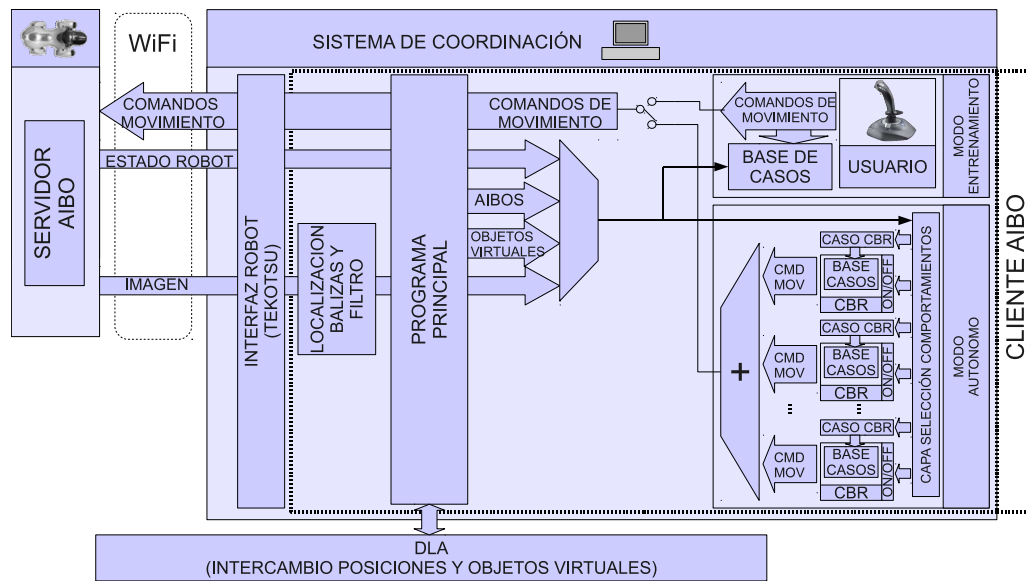 WiFi
SISTEMA DE COORDINACIÓN
SERVIDOR
AIBO
COMANDOS
MOVIMIENTO
ESTADO ROBOT
IMAGEN
INTERFAZ ROBOT
(TEKOTSU)
LOCALIZACION
BALIZAS Y
FILTRO
PROGRAMA
PRINCIPAL
COMANDOS DE
MOVIMIENTO
AIBOS
OBJETOS
VIRTUALES
COMANDOS DE
MOVIMIENTO
BASE DE
CASOS
USUARIO
MODO
ENTRENAMIENTO
CASO CBR
CMD
MOV
BASE
CASOS
CBR
ON/OFF
CASO CBR
CMD
MOV
BASE
CASOS
CBR
ON/OFF
+
...
...
CASO CBR
CMD
MOV
BASE
CASOS
CBR
ON/OFF
CAPA SELECCIÓN COMPORTAMIENTOS
MODO
AUTONOMO
CLIENTE AIBO
DLA
(INTERCAMBIO POSICIONES Y OBJETOS VIRTUALES)